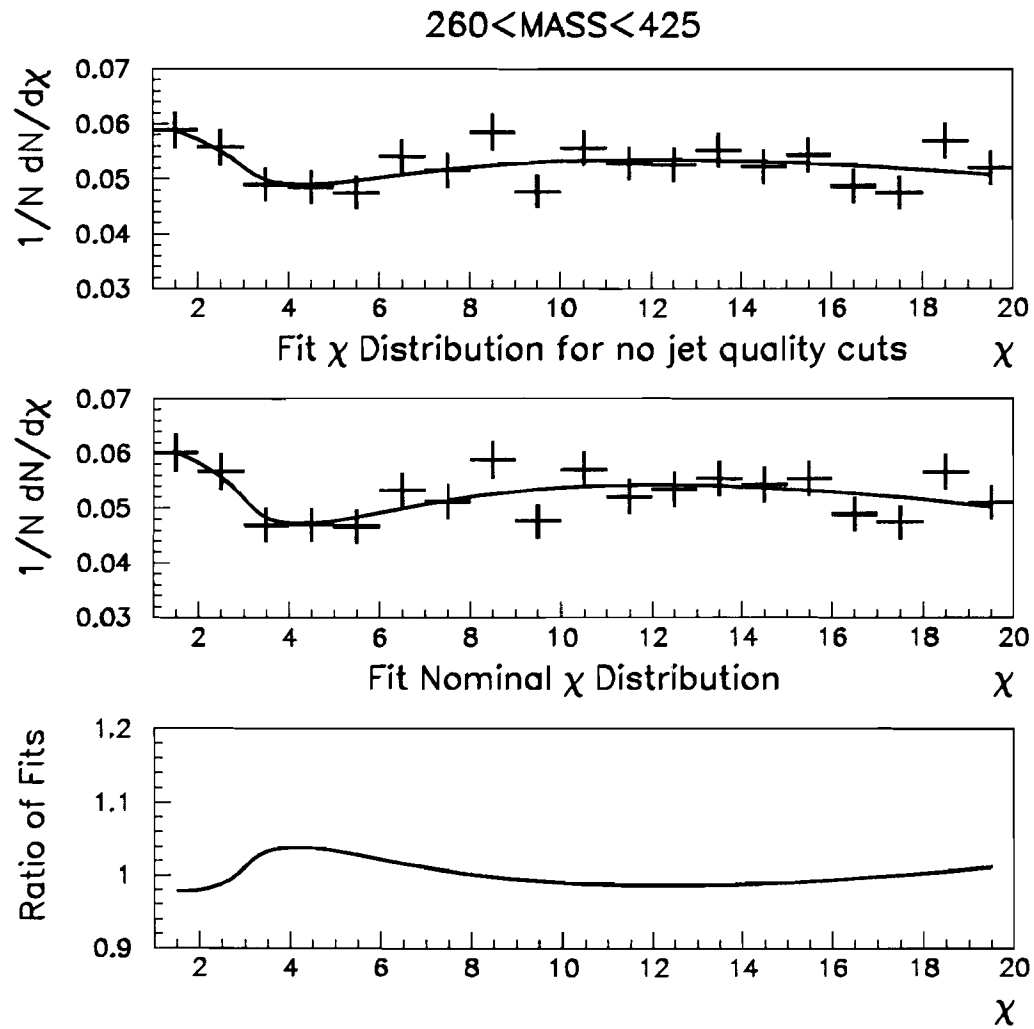 260<MASS<425
1/N dN/dχ
0.07
0.06
0.05
0.04
0.03
2 4 6 8 10 12 14 16 18 20
Fit χ Distribution for no jet quality cuts χ
1/N dN/dχ
0.07
0.06
0.05
0.04
0.03
2 4 6 8 10 12 14 16 18 20
Fit Nominal χ Distribution χ
Ratio of Fits
1.2
1.1
1
0.9
2 4 6 8 10 12 14 16 18 20
χ